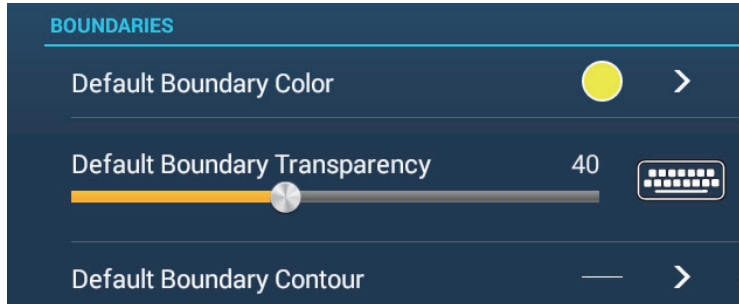 BOUNDARIES
Default Boundary Color
Default Boundary Transparency 40
Default Boundary Contour